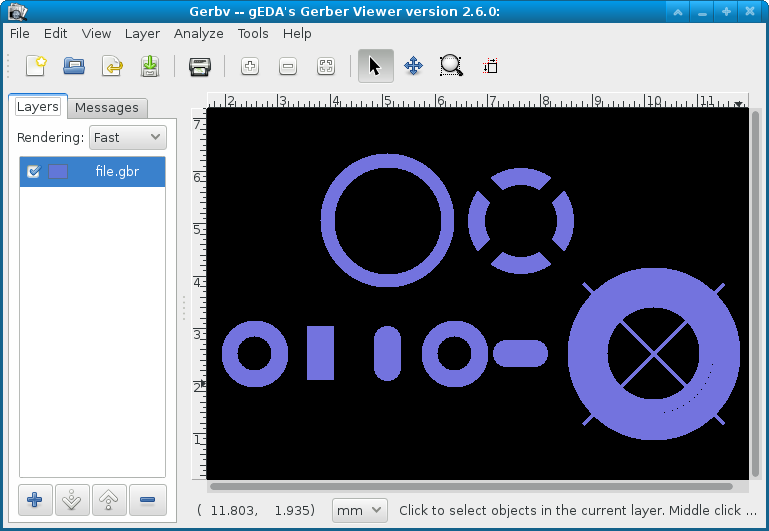 Gerbv -- gEDA's Gerber Viewer version 2.6.0:
File Edit View Layer Analyze Tools Help
Layers Messages
Rendering: Fast
file.gbr
2 3 4 5 6 7 8 9 10 11
7
6
5
4
3
2
1
( 11.803, 1.935) mm Click to select objects in the current layer. Middle click ...